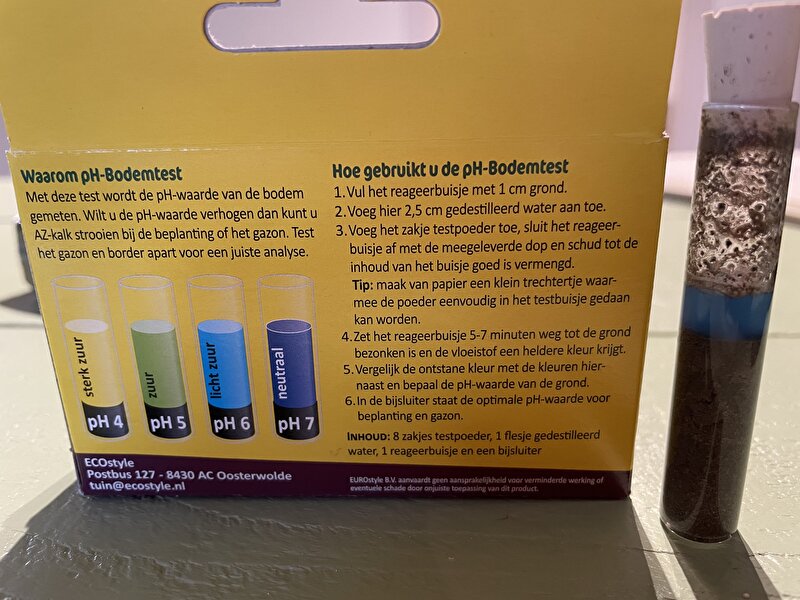 Waarom pH-Bodemtest
Met deze test wordt de pH-waarde van de bodem
gemeten. Wilt u de pH-waarde verhogen dan kunt u
AZ-kalk strooien bij de beplanting of het gazon. Test
het gazon en border apart voor een juiste analyse.
sterk zuur
pH 4
zuur
pH 5
licht zuur
pH 6
neutraal
pH 7
ECOstyle
Postbus 127 - 8430 AC Oosterwolde
tuin@ecostyle.nl
Hoe gebruikt u de pH-Bodemtest
1. Vul het reageerbuisje met 1 cm grond.
2. Voeg hier 2,5 cm gedestilleerd water aan toe.
3. Voeg het zakje testpoeder toe, sluit het reageer-
buisje af met de meegeleverde dop en schud tot de
inhoud van het buisje goed is vermengd.
Tip: maak van papier een klein trechtertje waar-
mee de poeder eenvoudig in het testbuisje gedaan
kan worden.
4. Zet het reageerbuisje 5-7 minuten weg tot de grond
bezonken is en de vloeistof een heldere kleur krijgt.
5. Vergelijk de ontstane kleur met de kleuren hier-
naast en bepaal de pH-waarde van de grond.
6. In de bijsluiter staat de optimale pH-waarde voor
beplanting en gazon.
INHOUD: 8 zakjes testpoeder, 1 flesje gedestilleerd
water, 1 reageerbuisje en een bijsluiter
EUROstyle B.V. aanvaardt geen aansprakelijkheid voor verminderde werking of
eventuele schade door onjuiste toepassing van dit product.